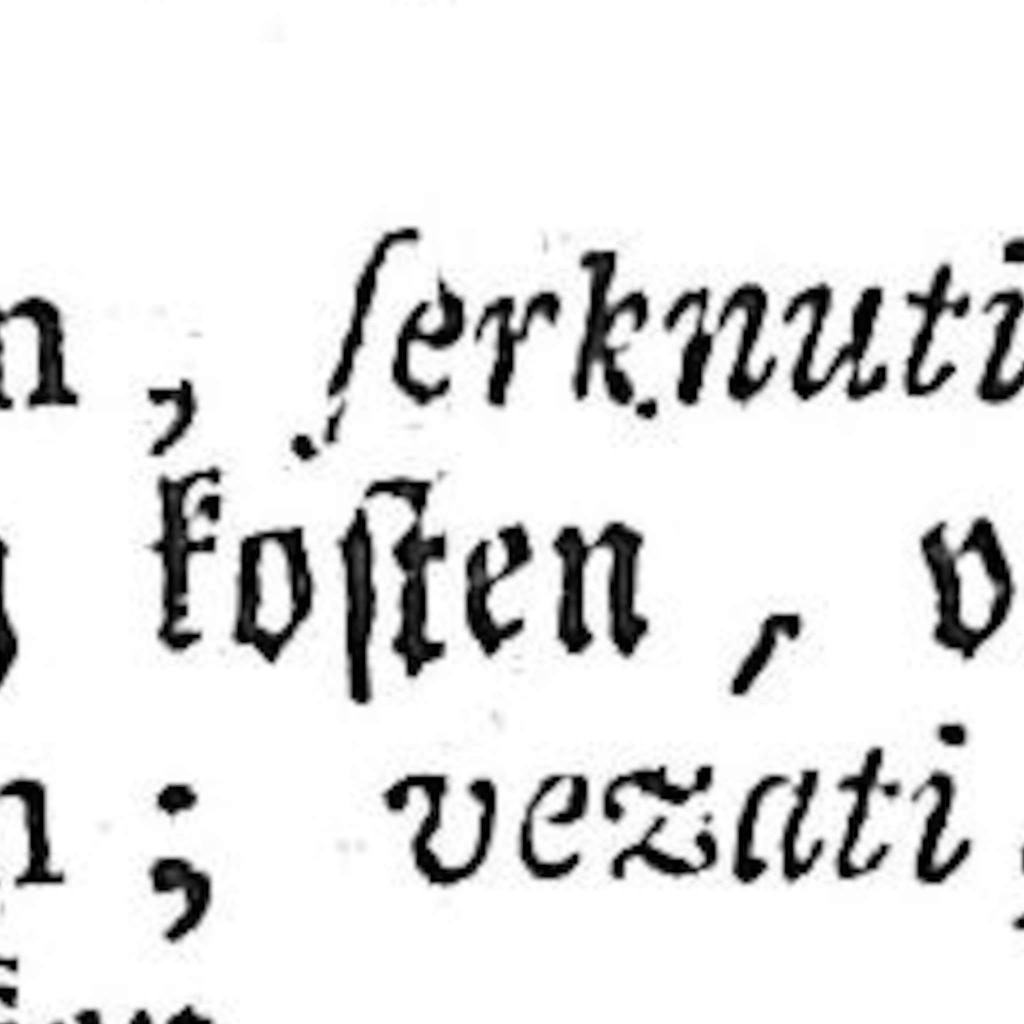 n, ſerknuti
koſten, v
n; vezati,